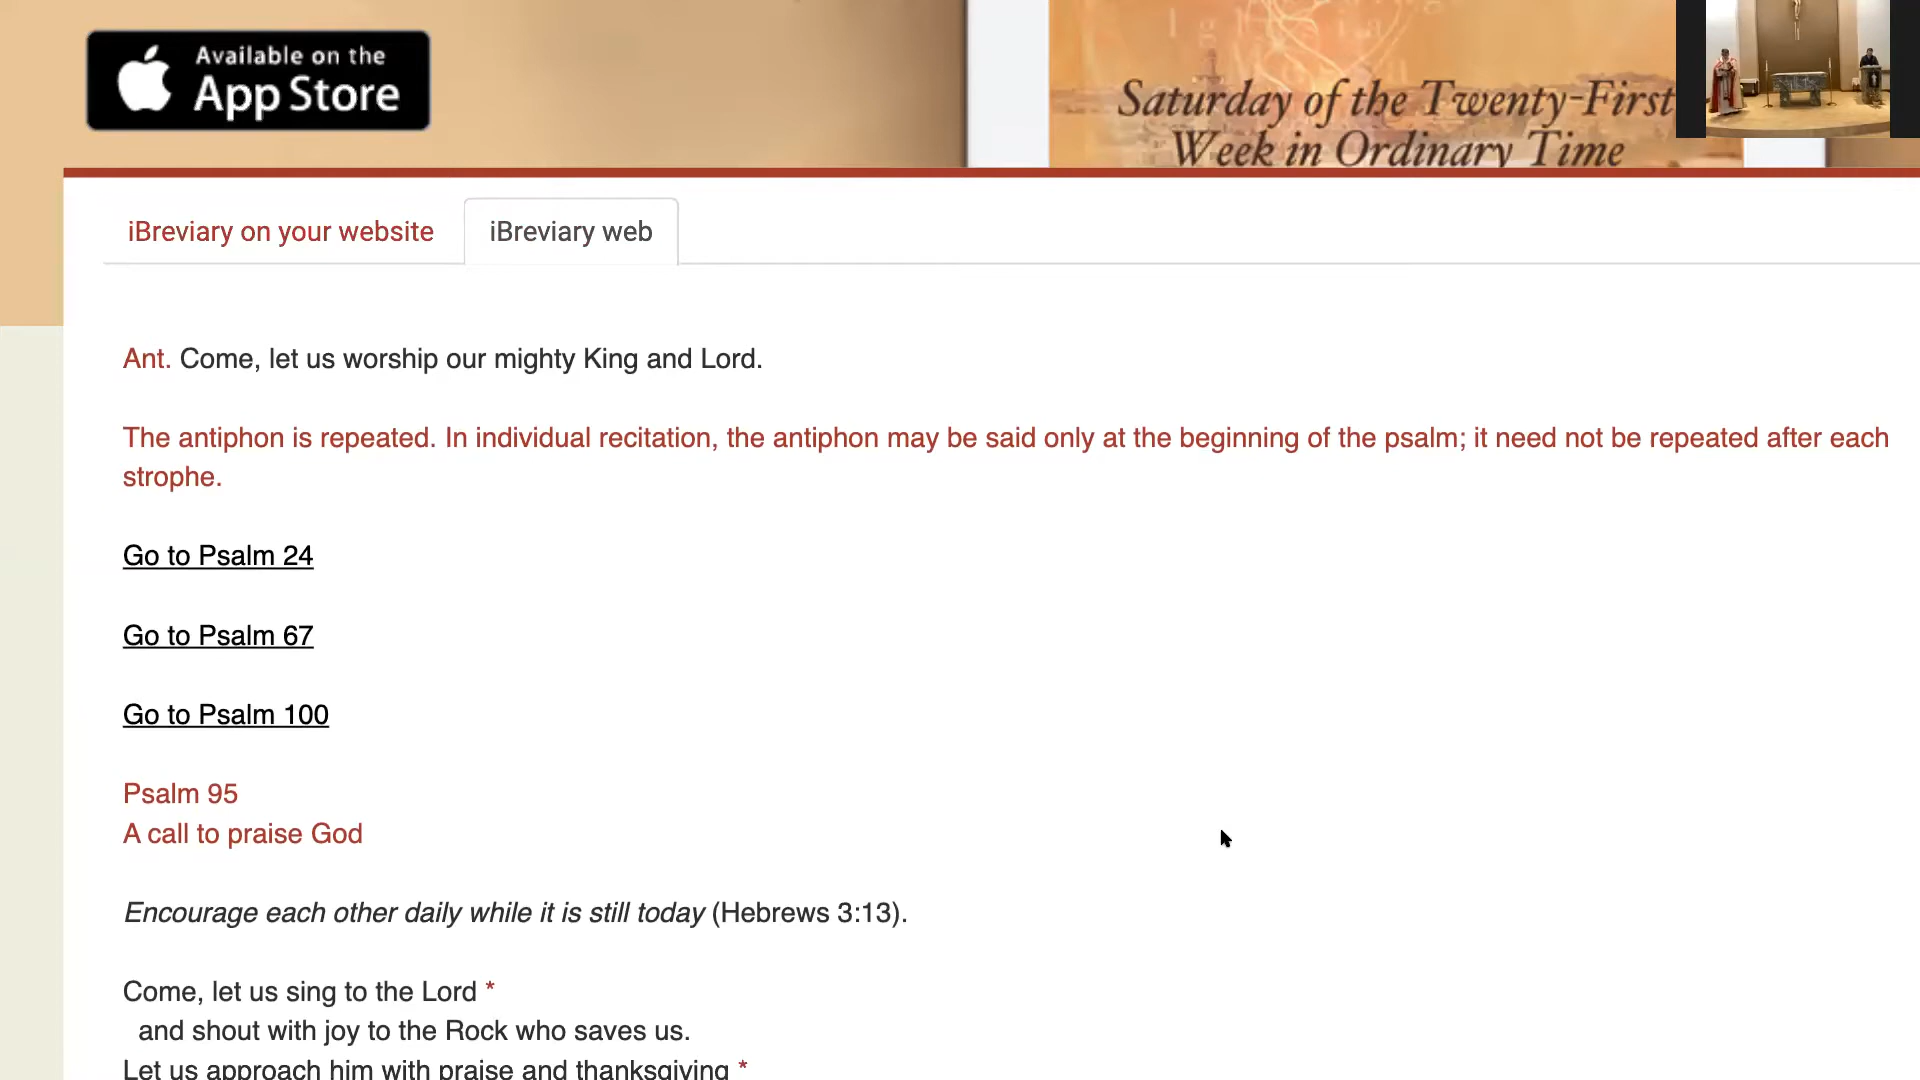 Available on the
App Store
Saturday of the Twenty-First
Week in Ordinary Time
iBreviary on your website
iBreviary web
Ant. Come, let us worship our mighty King and Lord.
The antiphon is repeated. In individual recitation, the antiphon may be said only at the beginning of the psalm; it need not be repeated after each
strophe.
Go to Psalm 24
Go to Psalm 67
Go to Psalm 100
Psalm 95
A call to praise God
Encourage each other daily while it is still today (Hebrews 3:13).
Come, let us sing to the Lord *
and shout with joy to the Rock who saves us.
Let us approach him with praise and thanksgiving *